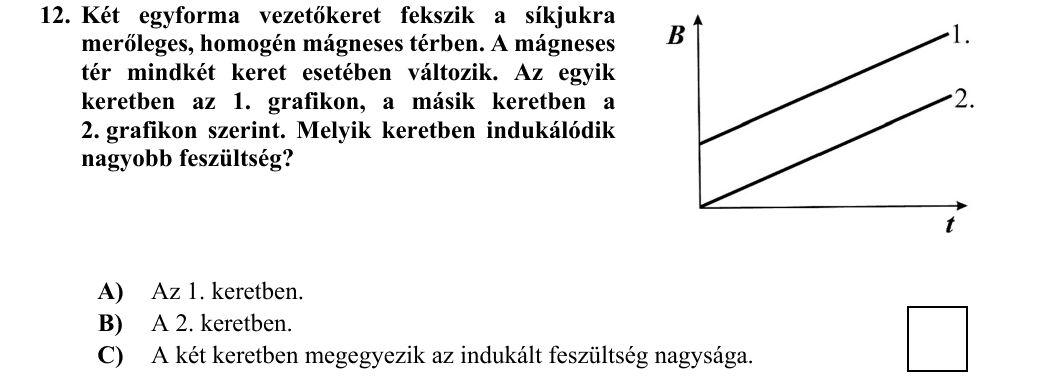 12. Két egyforma vezetőkeret fekszik a síkjukra
merőleges, homogén mágneses térben. A mágneses
tér mindkét keret esetében változik. Az egyik
keretben az 1. grafikon, a másik keretben a
2. grafikon szerint. Melyik keretben indukálódik
nagyobb feszültség?
B
1.
2.
t
A) Az 1. keretben.
B) A 2. keretben.
C) A két keretben megegyezik az indukált feszültség nagysága.